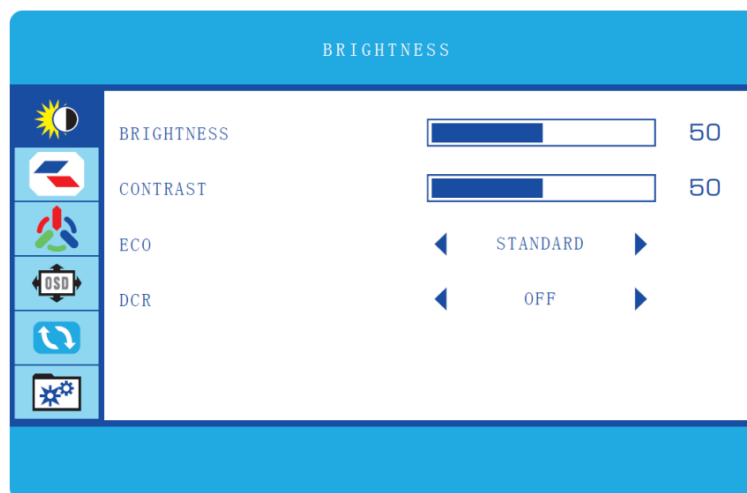 BRIGHTNESS
BRIGHTNESS 50
CONTRAST 50
ECO STANDARD
OSD
DCR OFF